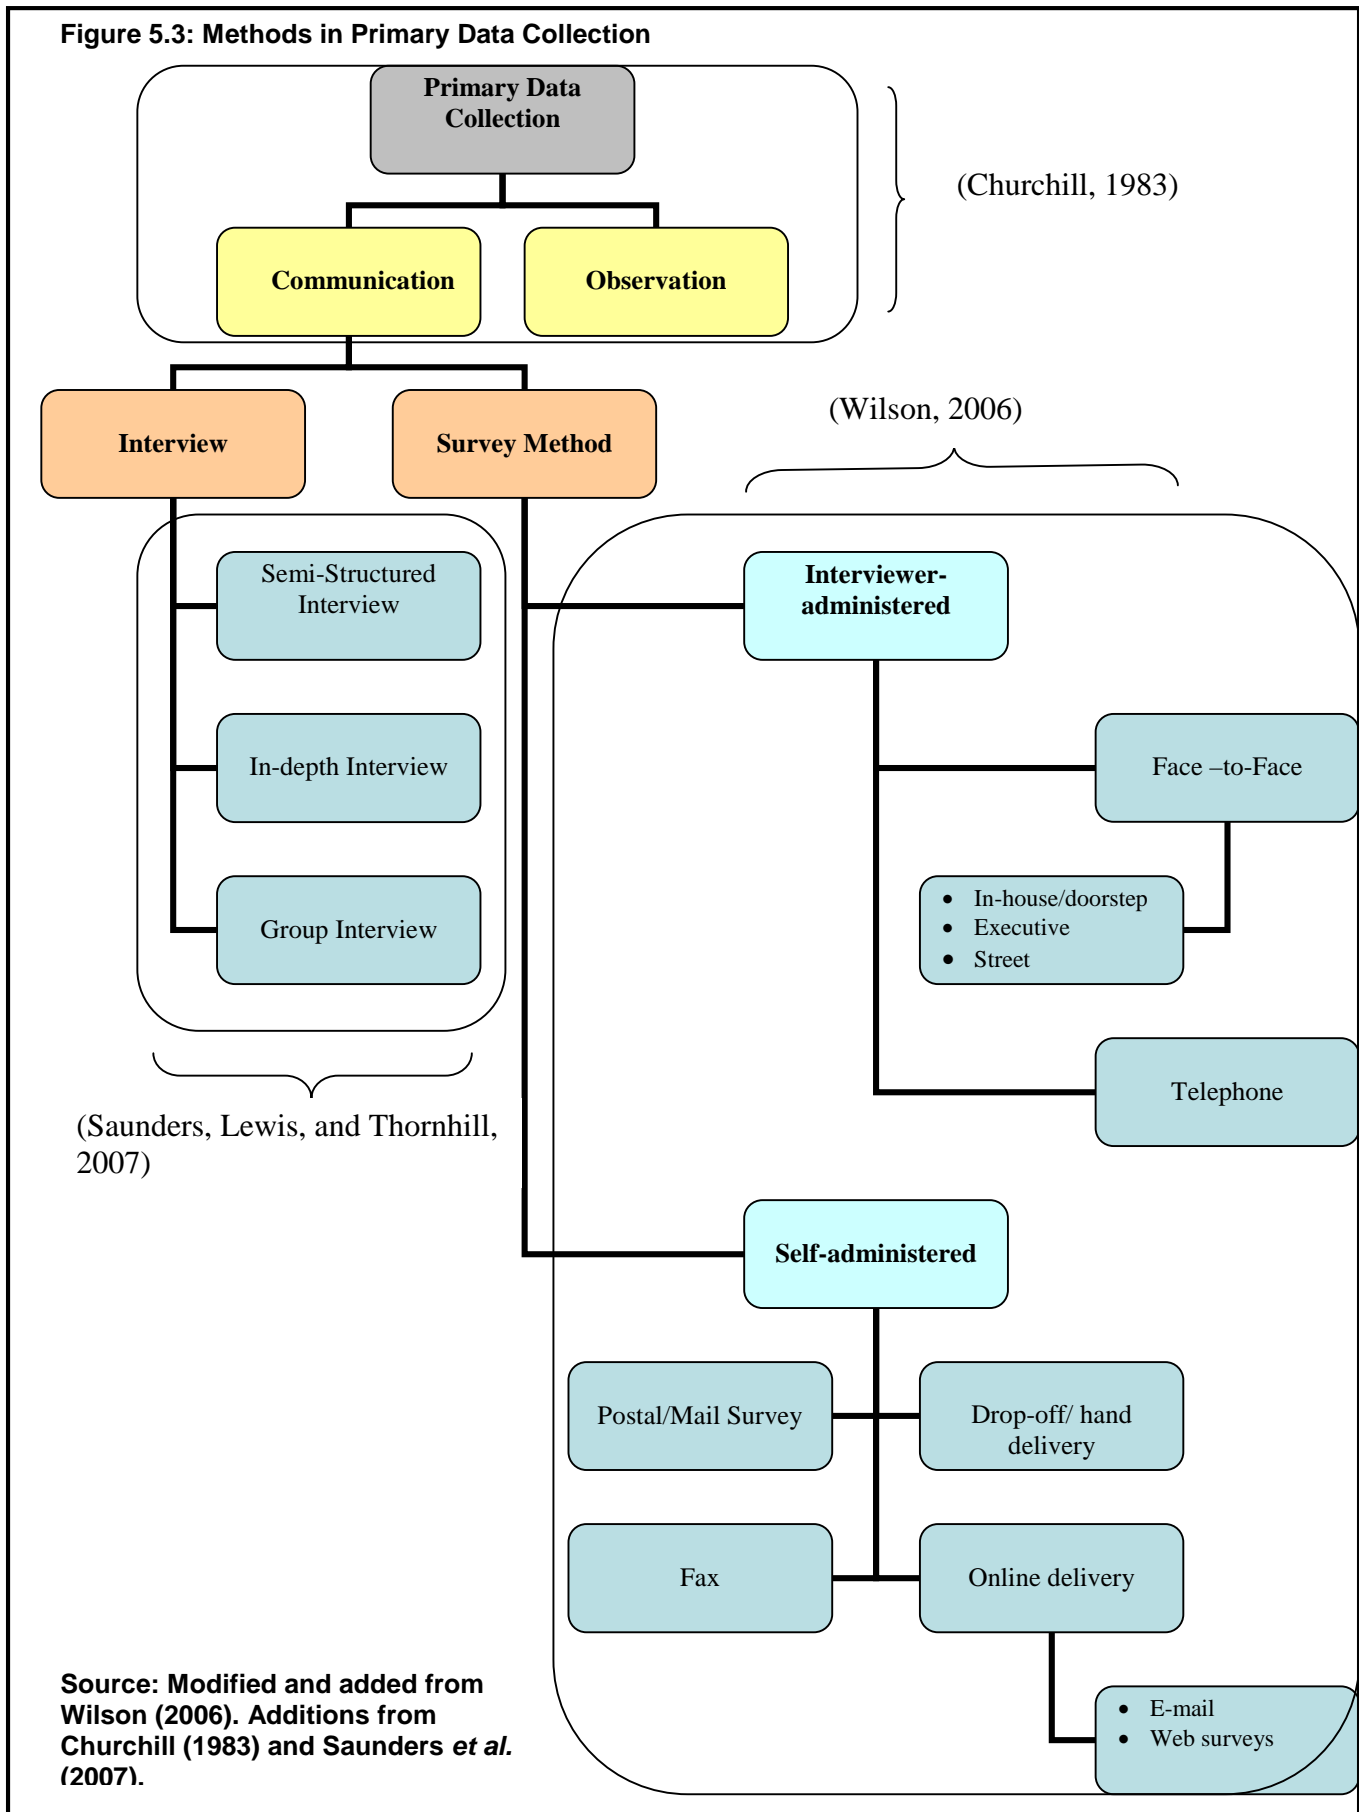 Figure 5.3: Methods in Primary Data Collection
Primary Data
Collection
(Churchill, 1983)
Communication
Observation
(Wilson, 2006)
Interview
Survey Method
Semi-Structured
Interview
In-depth Interview
Group Interview
(Saunders, Lewis, and Thornhill,
2007)
Interviewer-
administered
Face –to-Face
• In-house/doorstep
• Executive
• Street
Telephone
Self-administered
Postal/Mail Survey
Drop-off/ hand
delivery
Fax
Online delivery
• E-mail
• Web surveys
Source: Modified and added from
Wilson (2006). Additions from
Churchill (1983) and Saunders et al.
(2007).